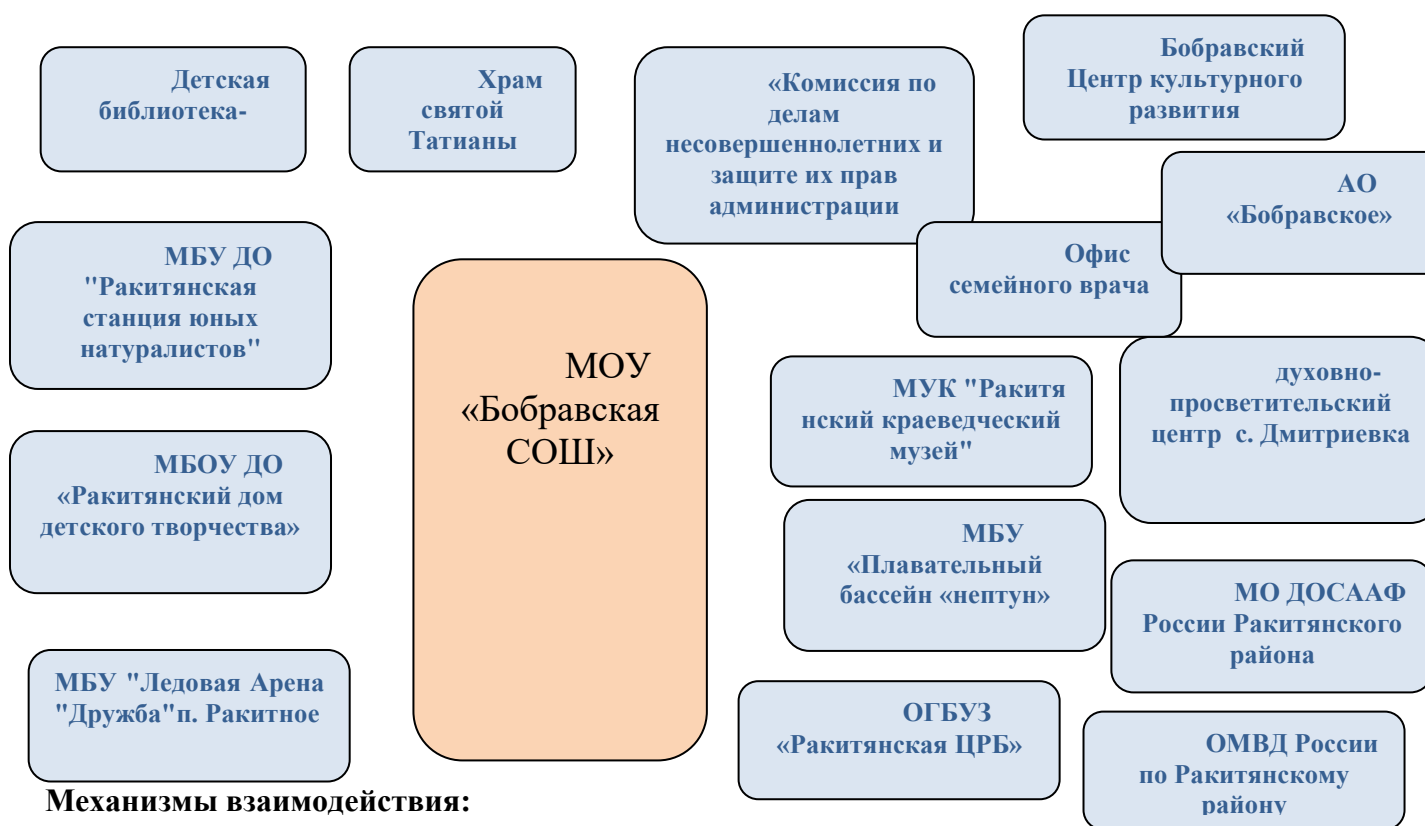 Детская
библиотека-
Храм
святой
Татианы
«Комиссия по
делам
несовершеннолетних и
защите их прав
администрации
Бобравский
Центр культурного
развития
АО
«Бобравское»
Офис
семейного врача
МБУ ДО
"Ракитянская
станция юных
натуралистов"
МОУ
«Бобравская
СОШ»
МУК "Ракитя
нский краеведческий
музей"
духовно-
просветительский
центр с. Дмитриевка
МБОУ ДО
«Ракитянский дом
детского творчества»
МБУ
«Плавательный
бассейн «нептун»
МО ДОСААФ
России Ракитянского
района
МБУ "Ледовая Арена
"Дружба"п. Ракитное
ОГБУЗ
«Ракитянская ЦРБ»
ОМВД России
по Ракитянскому
району
Механизмы взаимодействия: